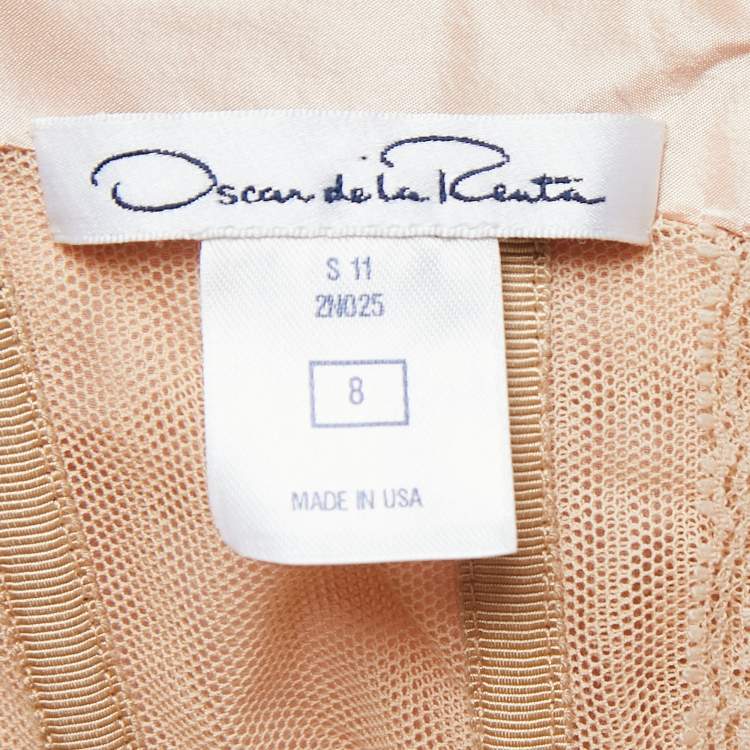 Oscar de la Renta
S 11
2N025
8
MADE IN USA